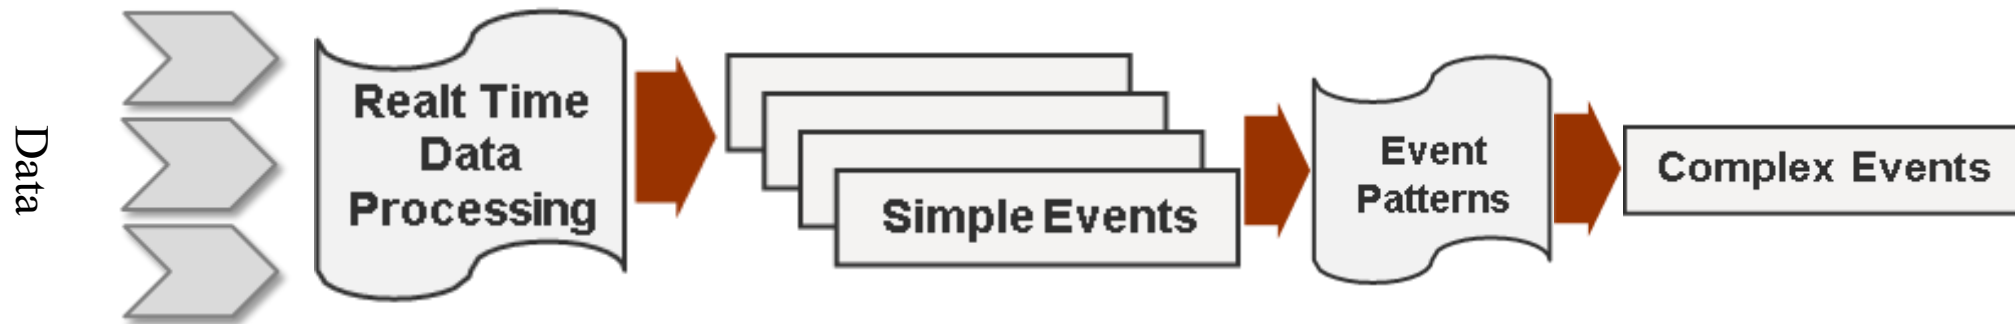 Data
Realt Time
Data
Processing
Simple Events
Event
Patterns
Complex Events